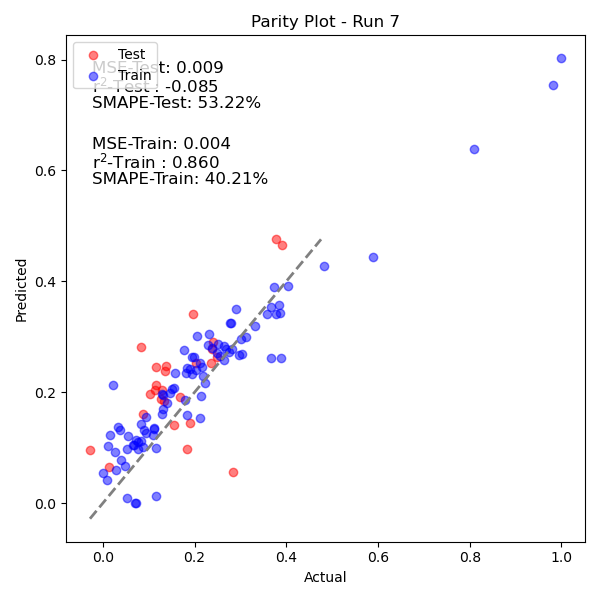 Parity Plot - Run 7
Test
Train
MSE-Test: 0.009
r²-Test : -0.085
SMAPE-Test: 53.22%
MSE-Train: 0.004
r²-Train : 0.860
SMAPE-Train: 40.21%
Predicted
0.8
0.6
0.4
0.2
0.0
0.0 0.2 0.4 0.6 0.8 1.0
Actual